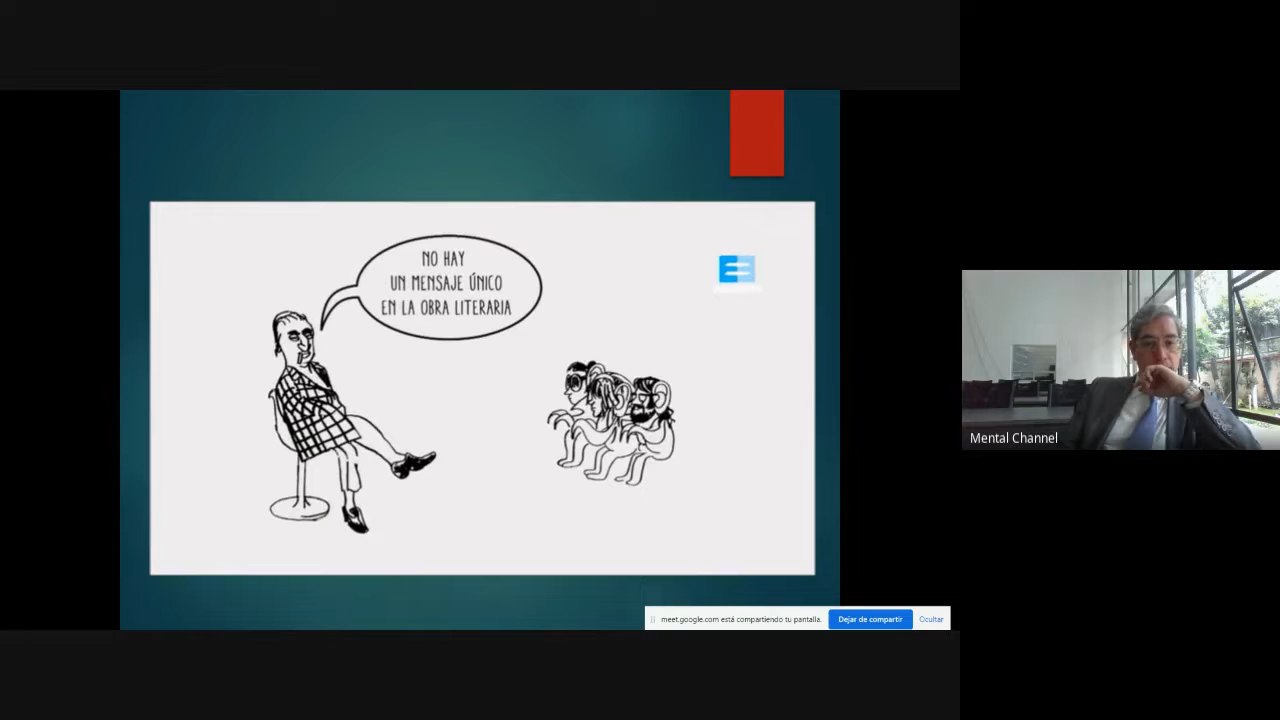 NO HAY
UN MENSAJE ÚNICO
EN LA OBRA LITERARIA
Mental Channel
meet.google.com está compartiendo tu pantalla.
Dejar de compartir
Ocultar